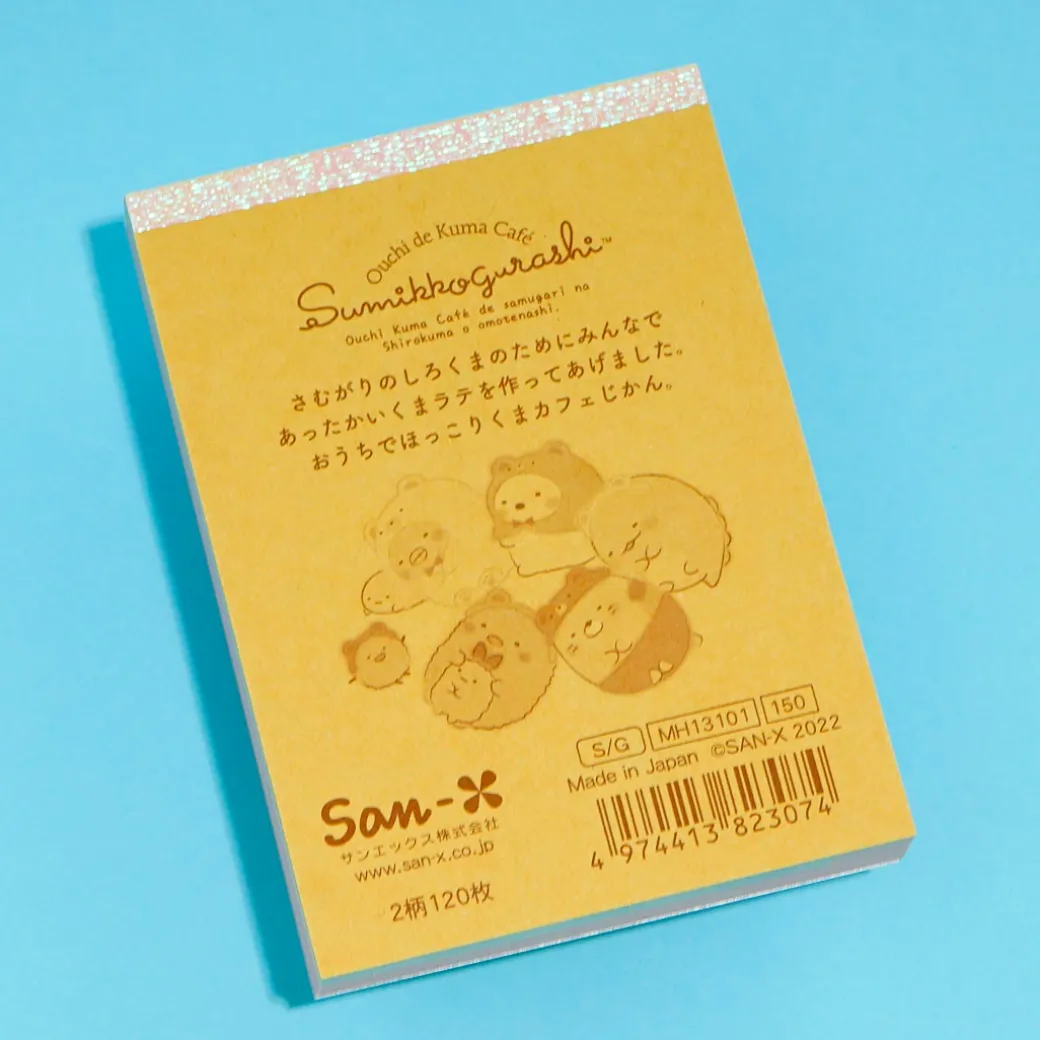 Ouchi de Kuma Café
Sumikkogurashi™
Ouchi Kuma Café de samugari na
Shirokuma o omotenashi.
さむがりのしろくまのためにみんなで
あったかいくまラテを作ってあげました。
おうちでほっこりくまカフェじかん。
S/G MH13101 150
Made in Japan ©SAN-X 2022
4 974413 823074
San-X
サンエックス株式会社
www.san-x.co.jp
2柄120枚